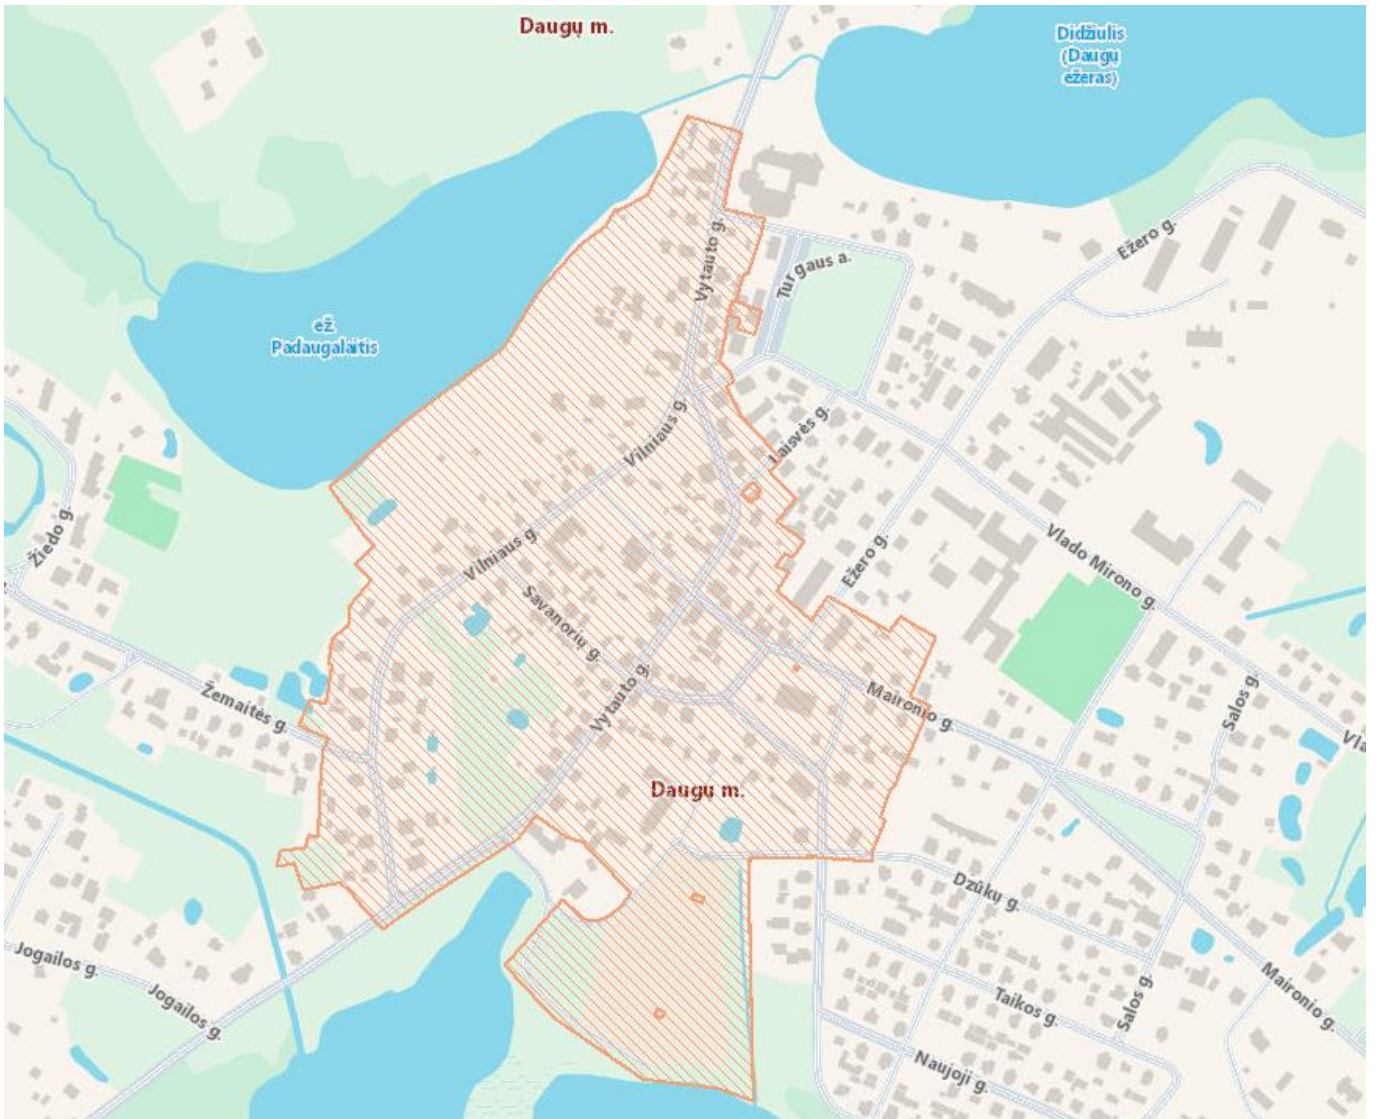 Daugų m.
Didžiulis
(Daugų
ežeras)
Ežero g.
Vytauto g.
Turgaus a.
ež.
Padaugalaitis
Vilniaus g.
Laisvės g.
Žiedo g.
Vilniaus g.
Ežero g.
Vlado Mirono g.
Savanorių g.
Žemaitės g.
Vytauto g.
Maironio g.
Salos g.
Vla
Daugų m.
Dzūkų g.
Jogailos g.
Jogailos g.
Taikos g.
Salos g.
Maironio g.
Naujoji g.